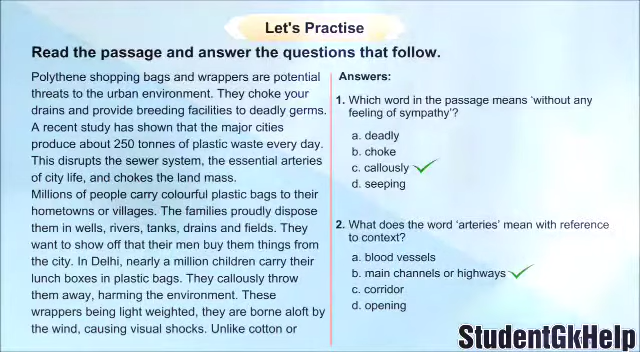 Let's Practise
Read the passage and answer the questions that follow.
Polythene shopping bags and wrappers are potential
threats to the urban environment. They choke your
drains and provide breeding facilities to deadly germs.
A recent study has shown that the major cities
produce about 250 tonnes of plastic waste every day.
This disrupts the sewer system, the essential arteries
of city life, and chokes the land mass.
Millions of people carry colourful plastic bags to their
hometowns or villages. The families proudly dispose
them in wells, rivers, tanks, drains and fields. They
want to show off that their men buy them things from
the city. In Delhi, nearly a million children carry their
lunch boxes in plastic bags. They callously throw
them away, harming the environment. These
wrappers being light weighted, they are borne aloft by
the wind, causing visual shocks. Unlike cotton or
Answers:
1. Which word in the passage means ‘without any
feeling of sympathy’?
a. deadly
b. choke
c. callously
d. seeping
2. What does the word ‘arteries’ mean with reference
to context?
a. blood vessels
b. main channels or highways
c. corridor
d. opening
StudentGkHelp